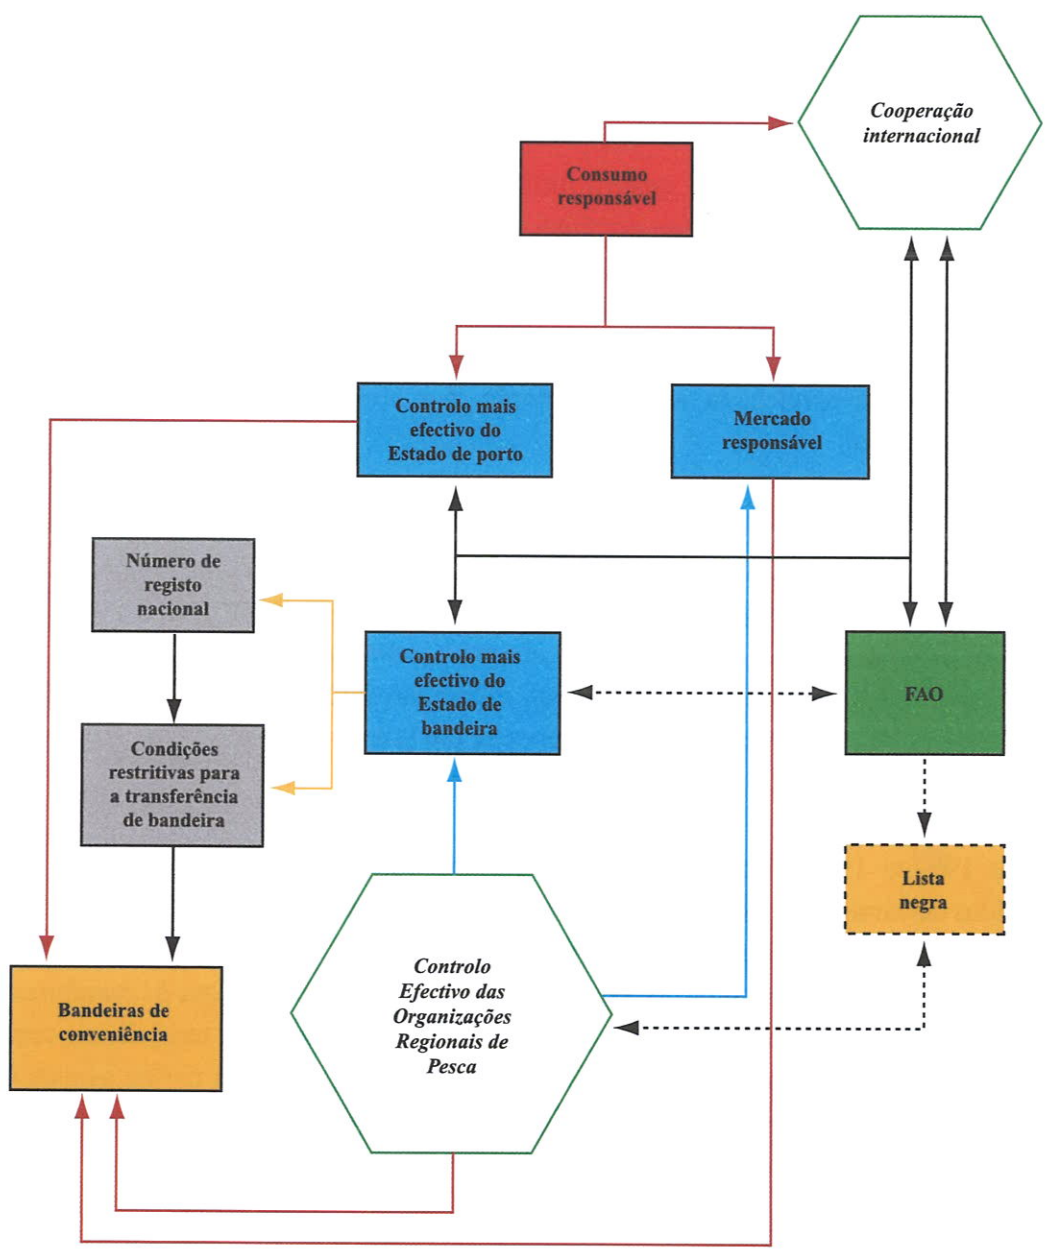 Cooperação
internacional
Consumo
responsável
Controlo mais
efectivo do
Estado de porto
Mercado
responsável
Número de
registo
nacional
Controlo mais
efectivo do
Estado de
bandeira
FAO
Condições
restritivas para
a transferência
de bandeira
Lista
negra
Controlo
Efectivo das
Organizações
Regionais de
Pesca
Bandeiras de
conveniência